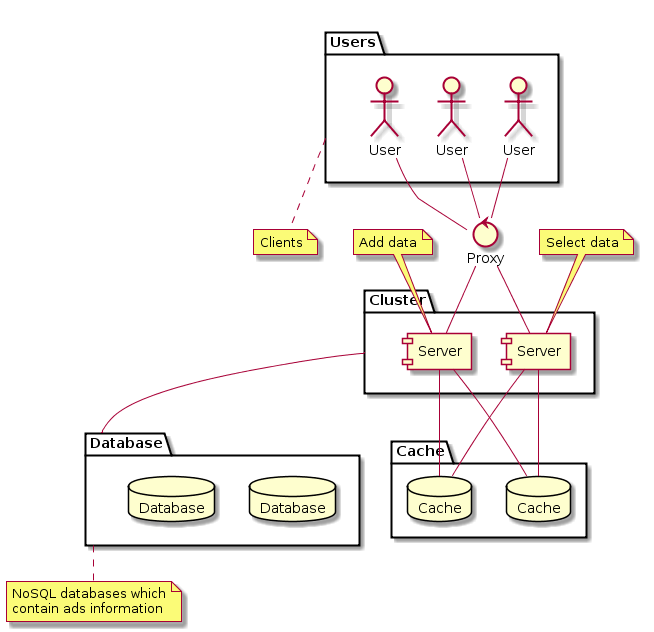 Users
User
User
User
Clients
Add data
Select data
Proxy
Cluster
Server
Server
Database
Cache
Database
Database
Cache
Cache
NoSQL databases which
contain ads information